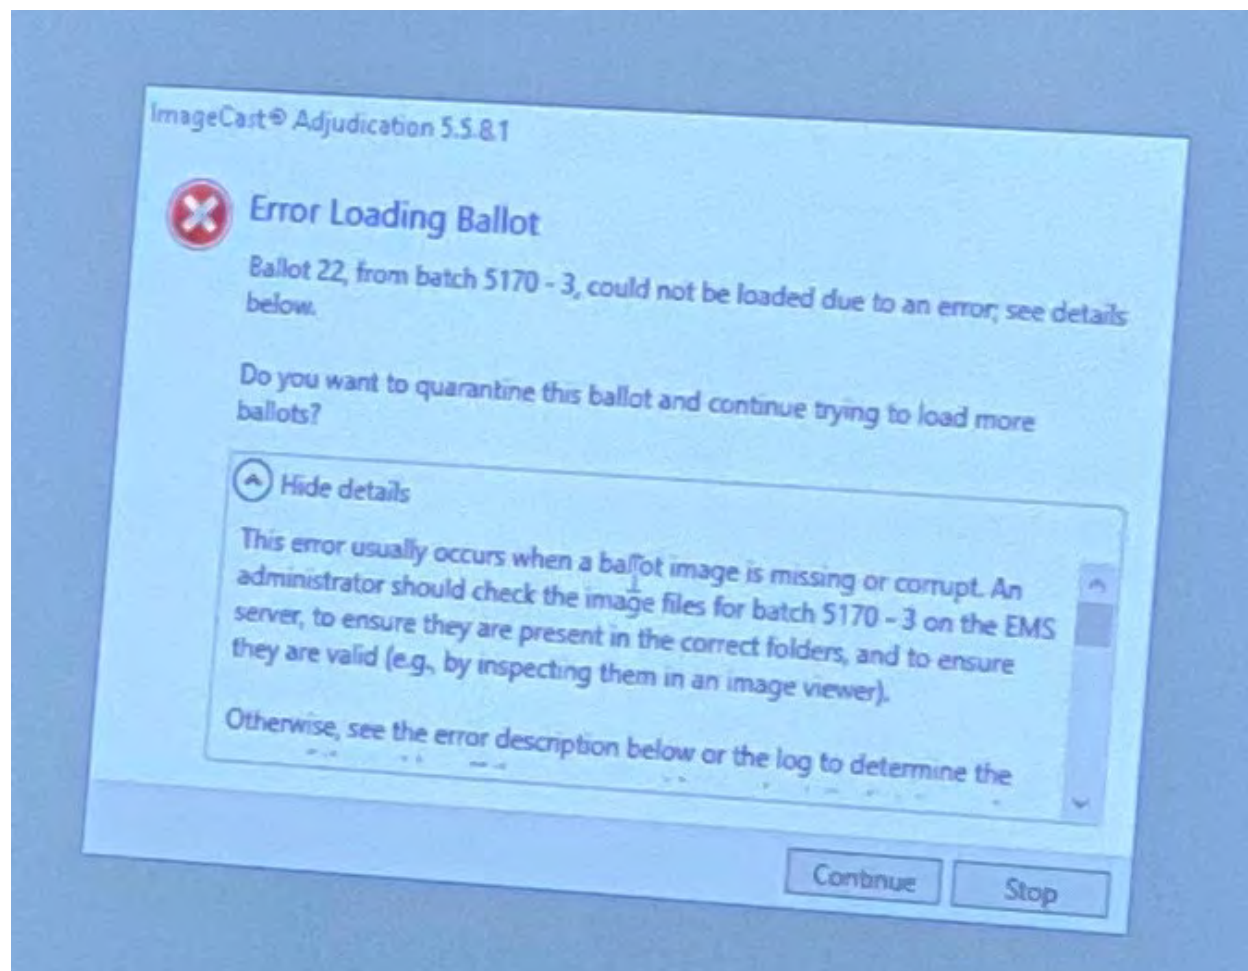 ImageCast® Adjudication 5.5.8.1
Error Loading Ballot
Ballot 22, from batch 5170 - 3, could not be loaded due to an error; see details
below.
Do you want to quarantine this ballot and continue trying to load more
ballots?
Hide details
This error usually occurs when a ballot image is missing or corrupt. An
administrator should check the image files for batch 5170 - 3 on the EMS
server, to ensure they are present in the correct folders, and to ensure
they are valid (e.g., by inspecting them in an image viewer).
Otherwise, see the error description below or the log to determine the
Continue
Stop